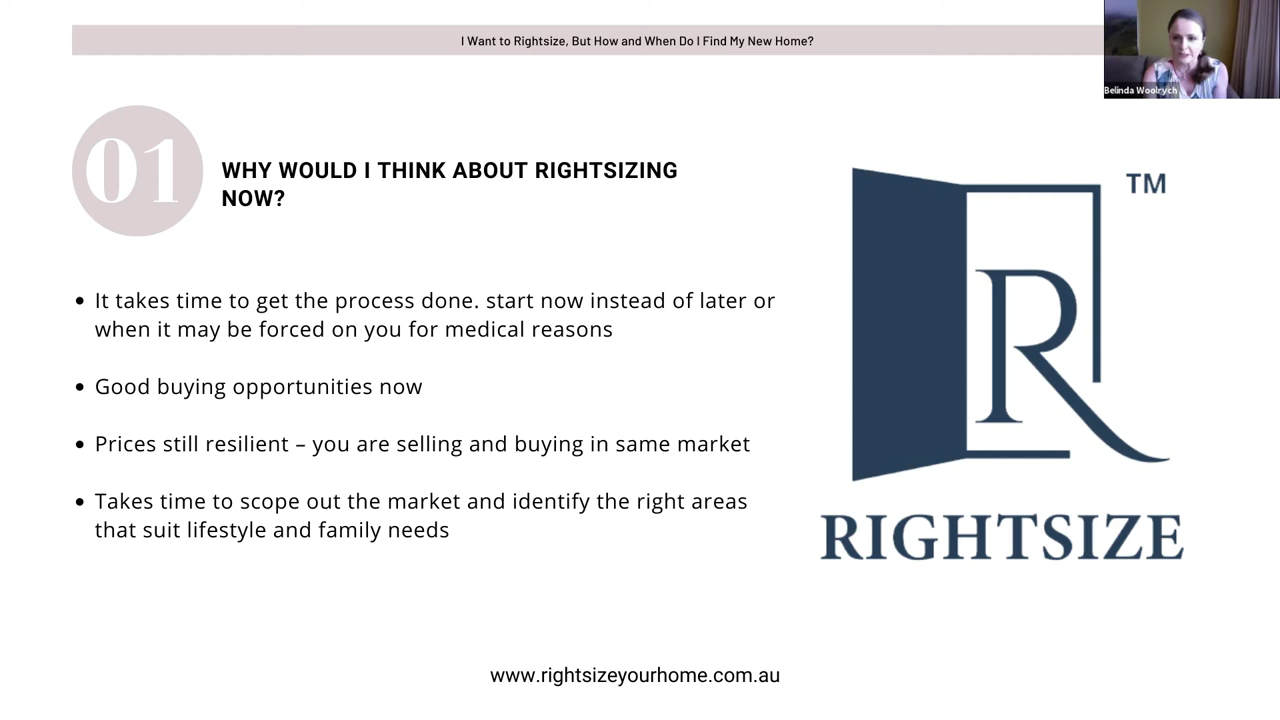 I Want to Rightsize, But How and When Do I Find My New Home?
Belinda Woolrych
01
WHY WOULD I THINK ABOUT RIGHTSIZING
NOW?
• It takes time to get the process done. start now instead of later or
when it may be forced on you for medical reasons
• Good buying opportunities now
• Prices still resilient – you are selling and buying in same market
• Takes time to scope out the market and identify the right areas
that suit lifestyle and family needs
TM
R
RIGHTSIZE
www.rightsizeyourhome.com.au